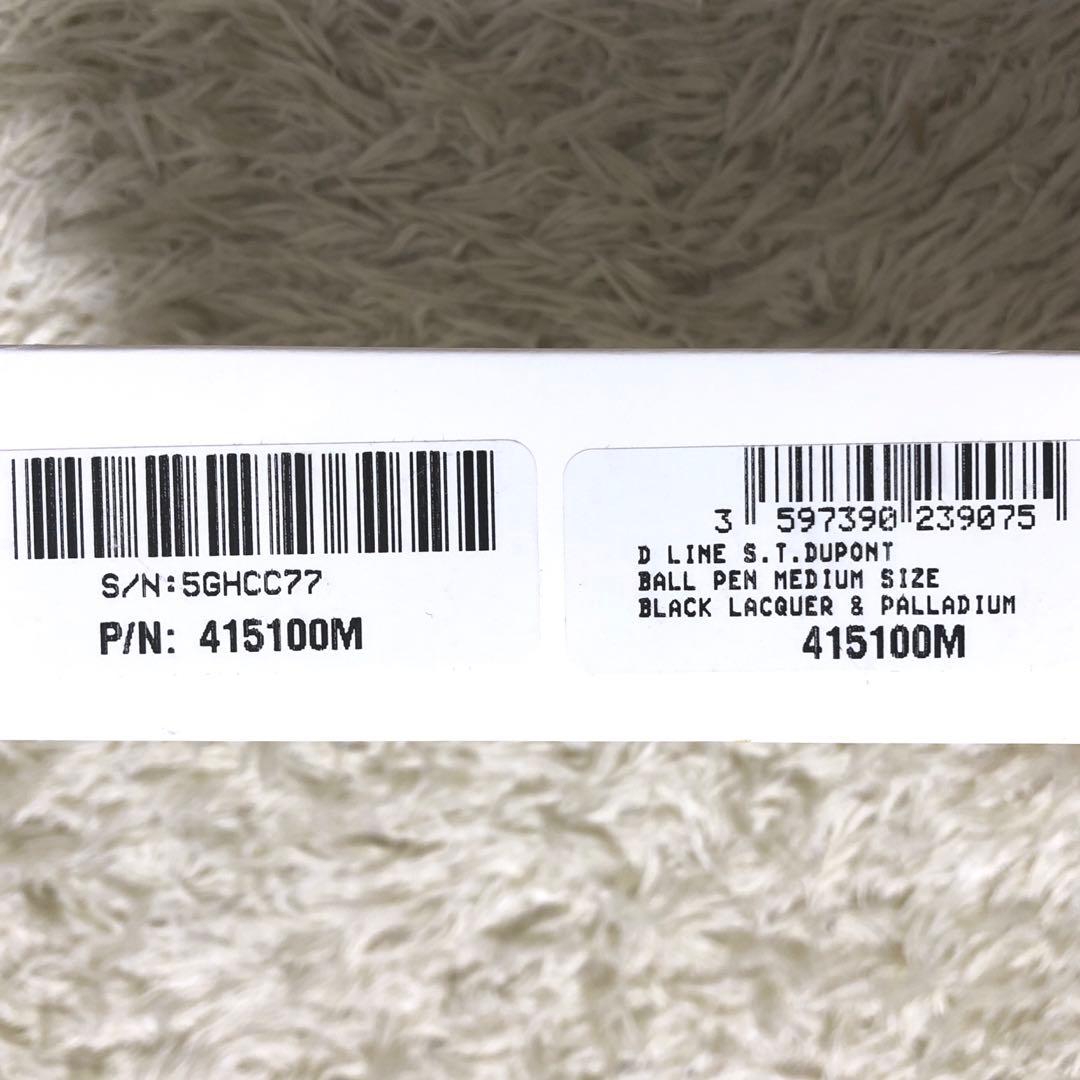 S/N:5GHCC77
P/N: 415100M
3 597390 239075
D LINE S.T.DUPONT
BALL PEN MEDIUM SIZE
BLACK LACQUER & PALLADIUM
415100M